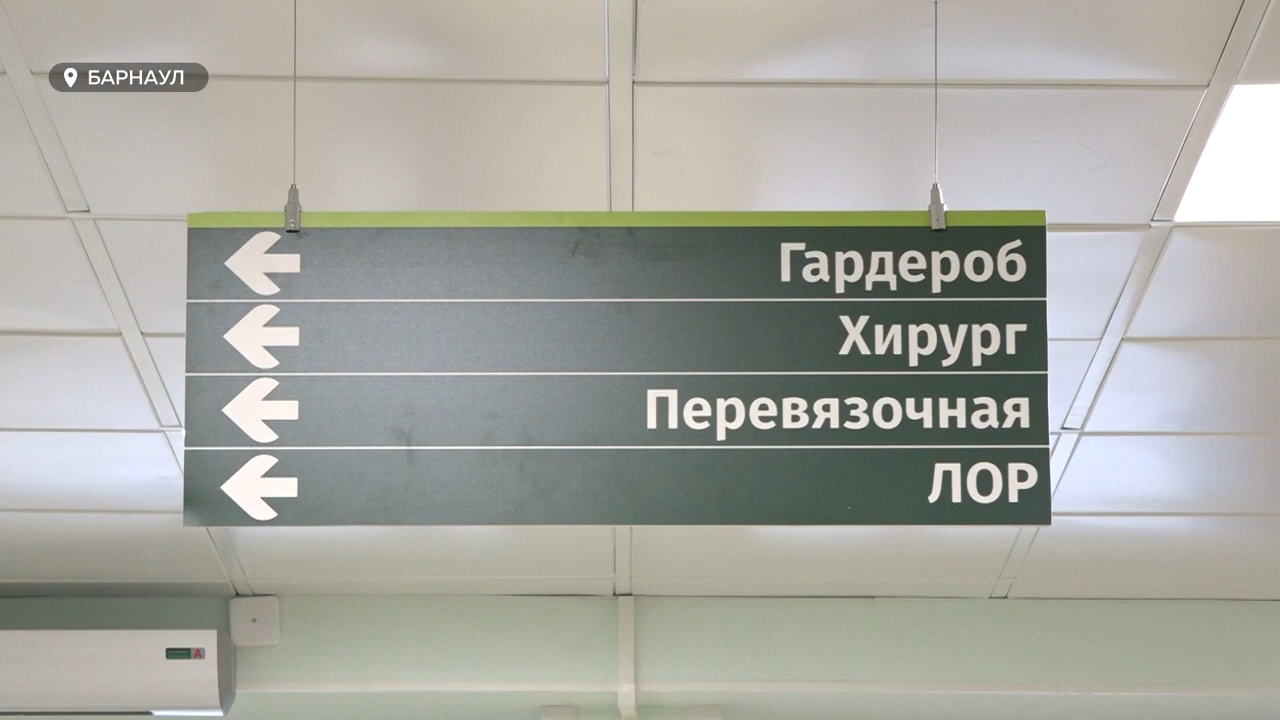 БАРНАУЛ
Гардероб
Хирург
Перевязочная
ЛОР
A